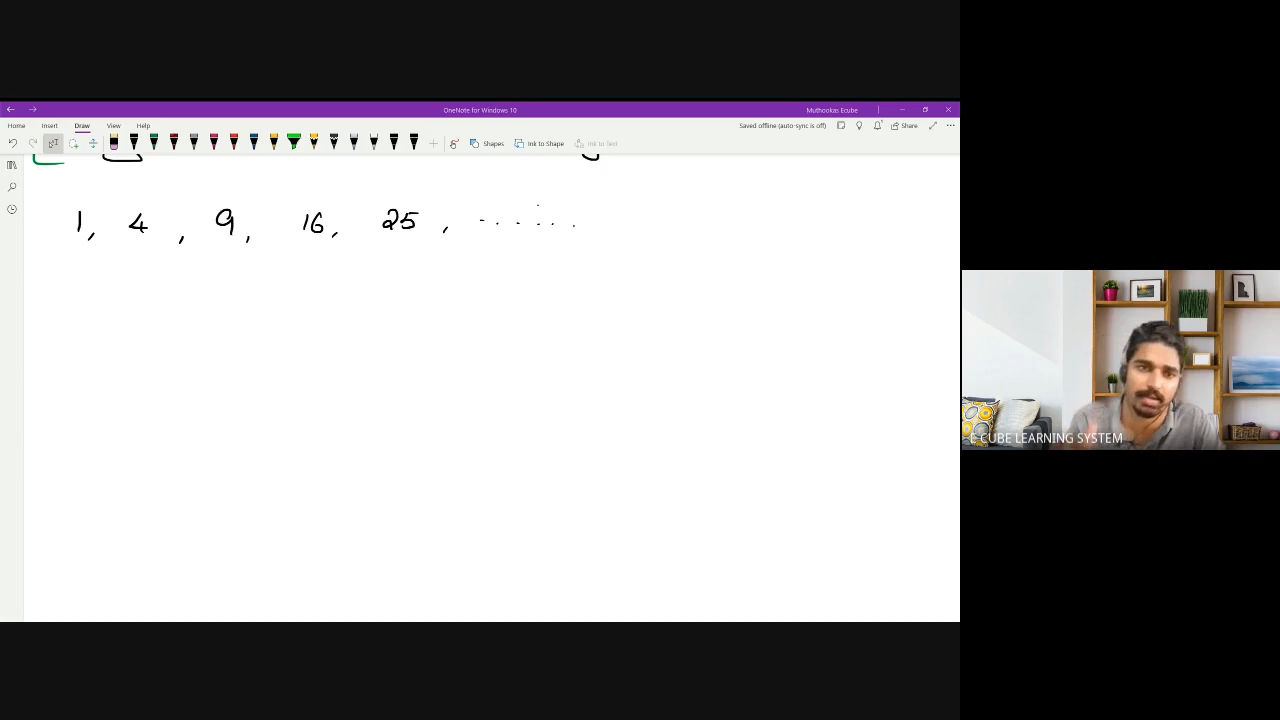 OneNote for Windows 10
Muthookas Ecube
Home Insert Draw View Help
Saved offline (auto-sync is off)
Share
Shapes
Ink to Shape
Ink to Text
1, 4, 9, 16, 25, ......
E CUBE LEARNING SYSTEM